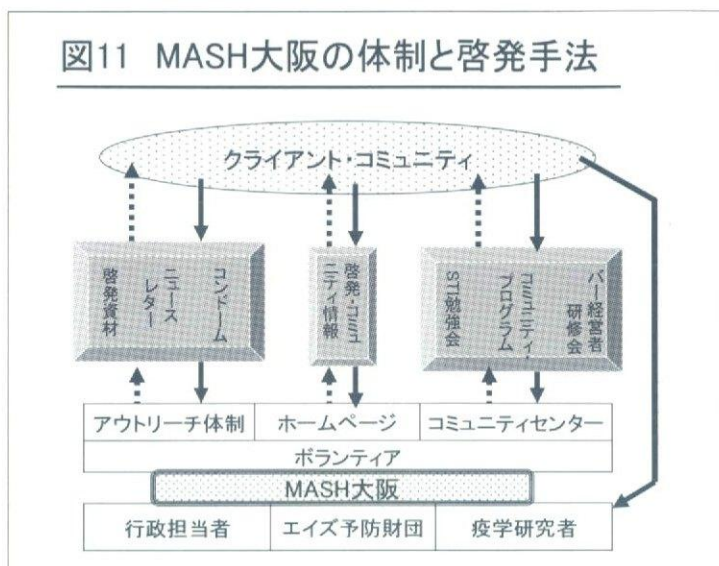 図11 MASH大阪の体制と啓発手法
クライアント・コミュニティ
コンドーム
ニュース
レター
啓発資材
啓発・コミュ
ニティ情報
バー経営者
研修会
コミュニティ・
プログラム
STI勉強会
アウトリーチ体制
ホームページ
コミュニティセンター
ボランティア
MASH大阪
行政担当者
エイズ予防財団
疫学研究者